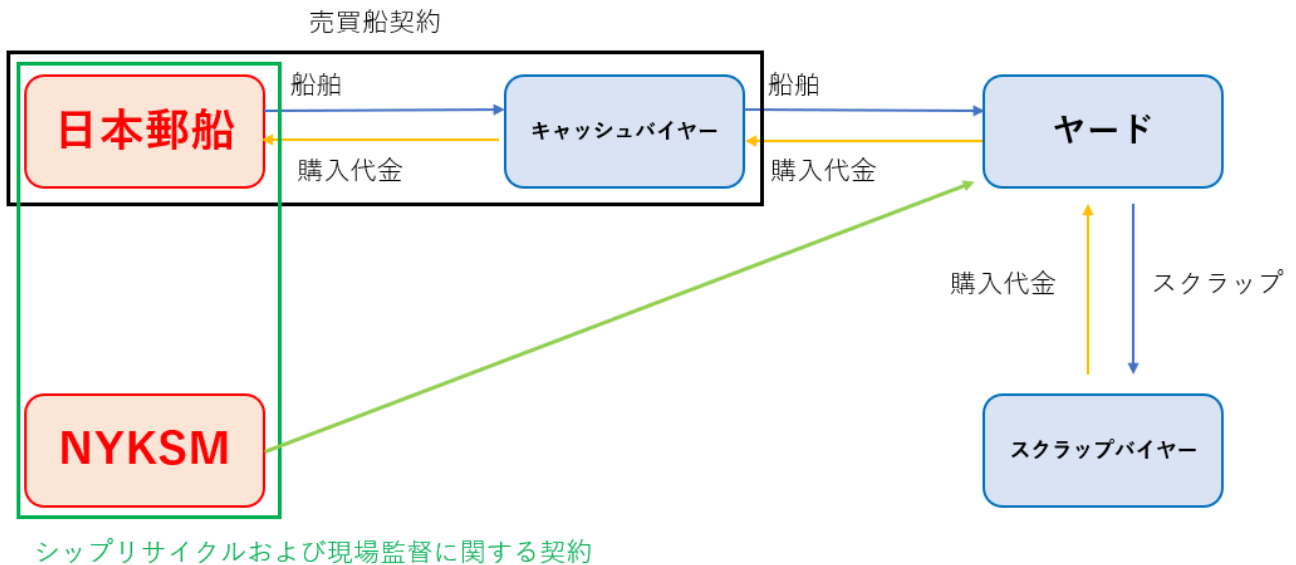 売買船契約
船舶
船舶
日本郵船
キャッシュバイヤー
ヤード
購入代金
購入代金
購入代金
スクラップ
NYKSM
スクラップバイヤー
シップリサイクルおよび現場監督に関する契約